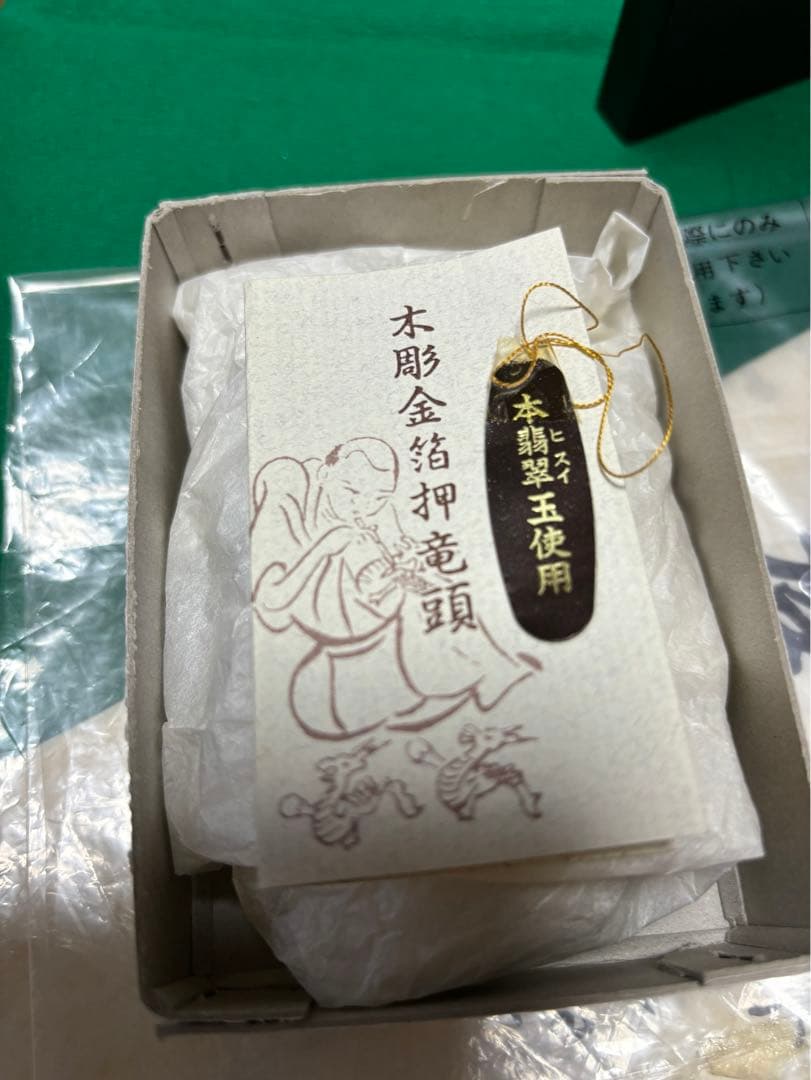 木彫金箔押竜頭
本翡翠玉使用
ヒスイ
際にのみ
用下さい
ます）